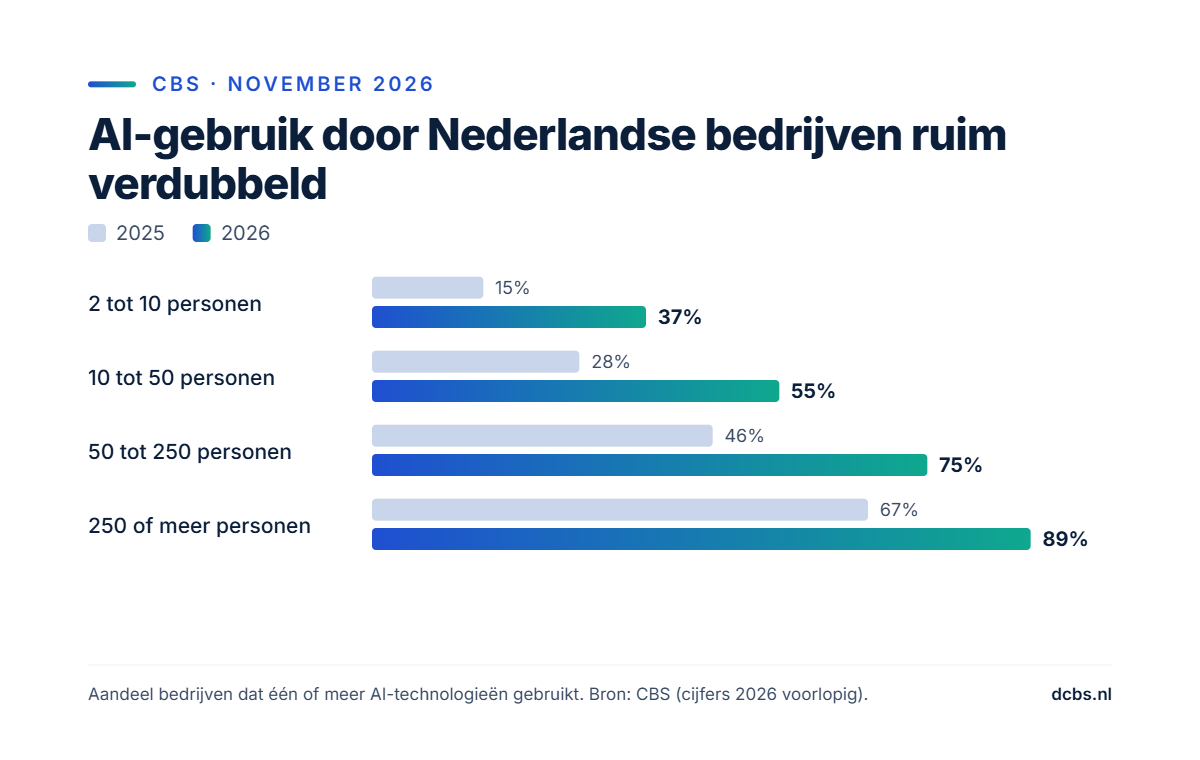 CBS · NOVEMBER 2026
AI-gebruik door Nederlandse bedrijven ruim
verdubbeld
2025 2026
2 tot 10 personen
15%
37%
10 tot 50 personen
28%
55%
50 tot 250 personen
46%
75%
250 of meer personen
67%
89%
Aandeel bedrijven dat één of meer AI-technologieën gebruikt. Bron: CBS (cijfers 2026 voorlopig).
dcbs.nl